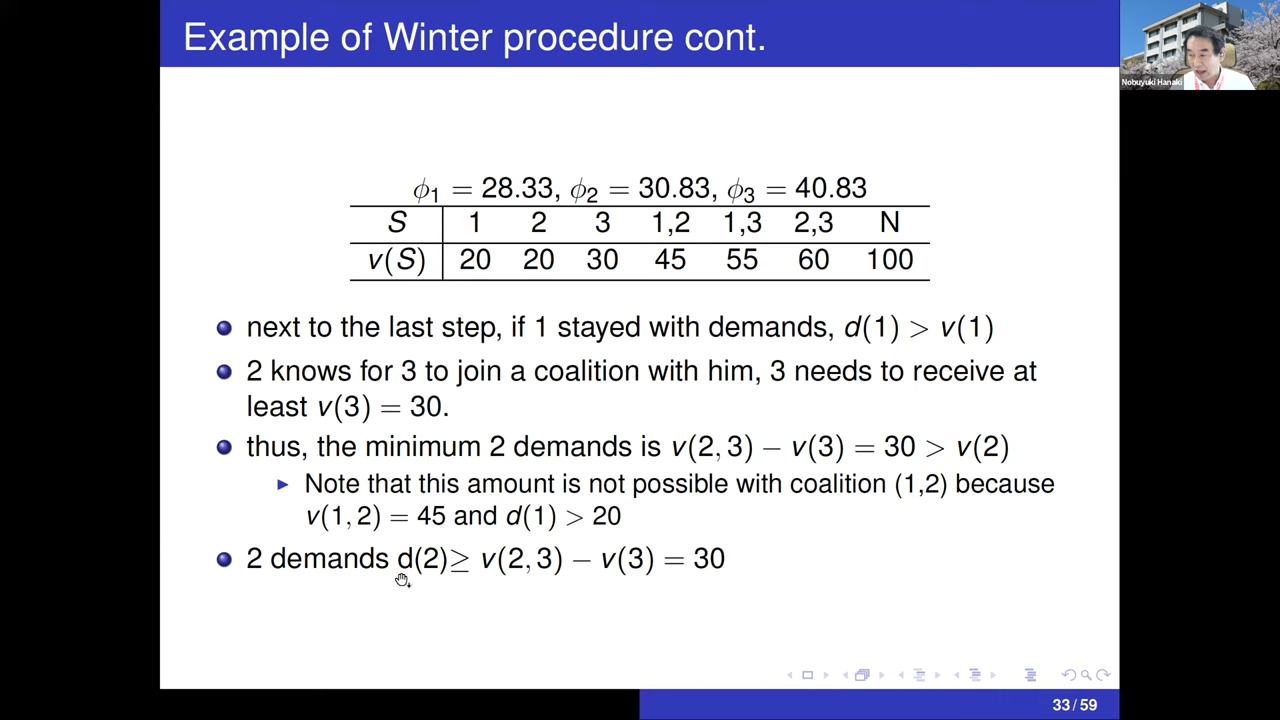 Example of Winter procedure cont.
Nobuyuki Hanaki
ϕ₁ = 28.33, ϕ₂ = 30.83, ϕ₃ = 40.83
S 1 2 3 1,2 1,3 2,3 N
v(S) 20 20 30 45 55 60 100
next to the last step, if 1 stayed with demands, d(1) > v(1)
2 knows for 3 to join a coalition with him, 3 needs to receive at
least v(3) = 30.
thus, the minimum 2 demands is v(2, 3) − v(3) = 30 > v(2)
Note that this amount is not possible with coalition (1,2) because
v(1, 2) = 45 and d(1) > 20
2 demands d(2)≥ v(2, 3) − v(3) = 30
33 / 59